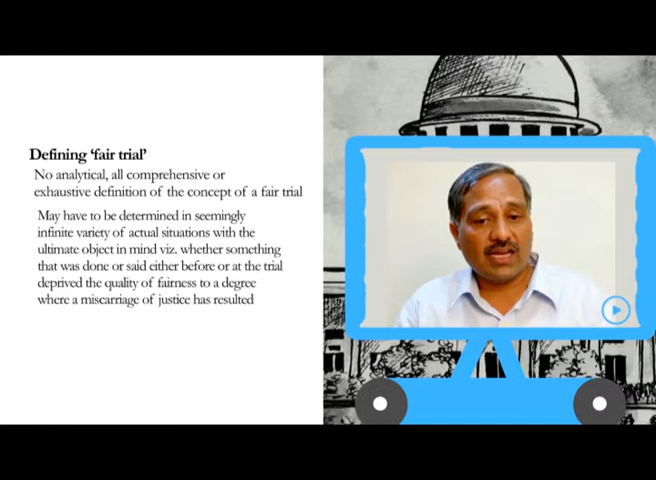 Defining ‘fair trial’
No analytical, all comprehensive or
exhaustive definition of the concept of a fair trial
May have to be determined in seemingly
infinite variety of actual situations with the
ultimate object in mind viz. whether something
that was done or said either before or at the trial
deprived the quality of fairness to a degree
where a miscarriage of justice has resulted